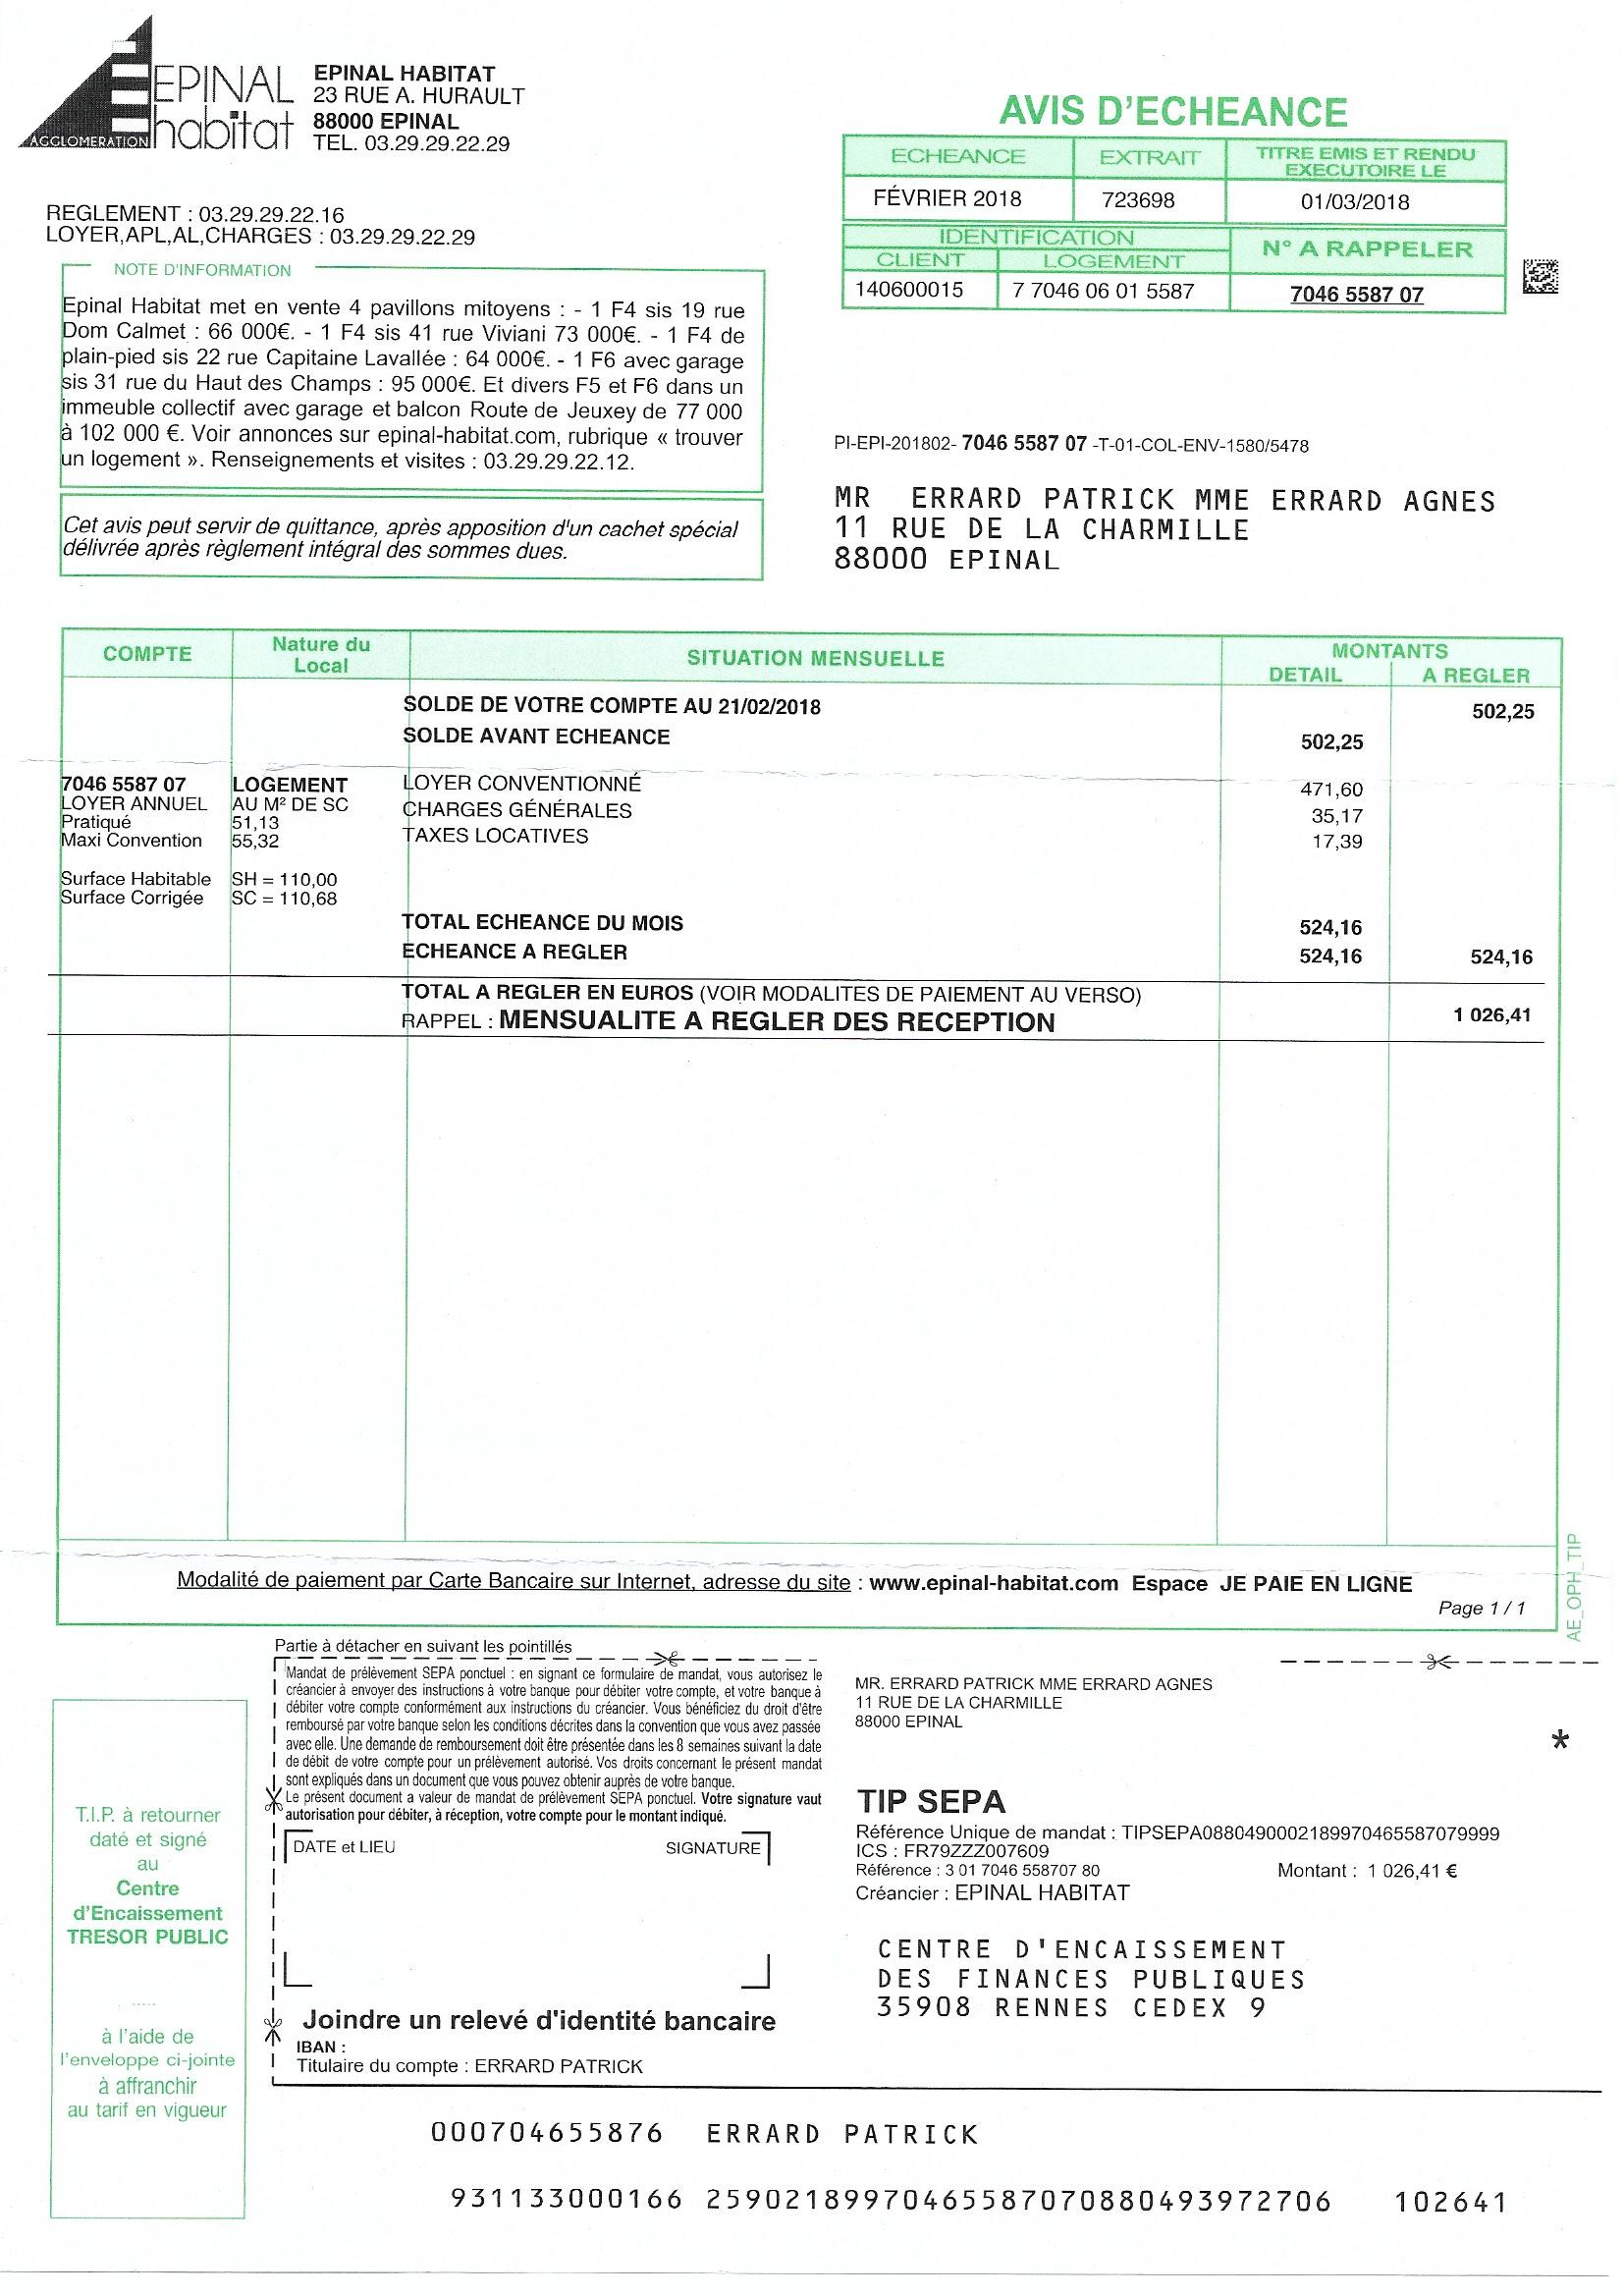 EPINAL
habitat
AGGLOMERATION
EPINAL HABITAT
23 RUE A. HURAULT
88000 EPINAL
TEL. 03.29.29.22.29
REGLEMENT : 03.29.29.22.16
LOYER,APL,AL,CHARGES : 03.29.29.22.29
AVIS D'ECHEANCE
ECHEANCE EXTRAIT TITRE EMIS ET RENDU
EXECUTOIRE LE
FÉVRIER 2018 723698 01/03/2018
IDENTIFICATION N° A RAPPELER
CLIENT LOGEMENT
140600015 7 7046 06 01 5587 7046 5587 07
NOTE D'INFORMATION
Epinal Habitat met en vente 4 pavillons mitoyens : - 1 F4 sis 19 rue
Dom Calmet : 66 000€. - 1 F4 sis 41 rue Viviani 73 000€. - 1 F4 de
plain-pied sis 22 rue Capitaine Lavallée : 64 000€. - 1 F6 avec garage
sis 31 rue du Haut des Champs : 95 000€. Et divers F5 et F6 dans un
immeuble collectif avec garage et balcon Route de Jeuxey de 77 000
à 102 000 €. Voir annonces sur epinal-habitat.com, rubrique « trouver
un logement ». Renseignements et visites : 03.29.29.22.12.
Cet avis peut servir de quittance, après apposition d'un cachet spécial
délivrée après règlement intégral des sommes dues.
PI-EPI-201802- 7046 5587 07 -T-01-COL-ENV-1580/5478
MR ERRARD PATRICK MME ERRARD AGNES
11 RUE DE LA CHARMILLE
88000 EPINAL
COMPTE Nature du Local SITUATION MENSUELLE MONTANTS
DETAIL A REGLER
SOLDE DE VOTRE COMPTE AU 21/02/2018 502,25
SOLDE AVANT ECHEANCE 502,25
7046 5587 07 LOGEMENT LOYER CONVENTIONNÉ 471,60
LOYER ANNUEL AU M² DE SC CHARGES GÉNÉRALES 35,17
Pratiqué 51,13
Maxi Convention 55,32 TAXES LOCATIVES 17,39
Surface Habitable SH = 110,00
Surface Corrigée SC = 110,68
TOTAL ECHEANCE DU MOIS 524,16
ECHEANCE A REGLER 524,16 524,16
TOTAL A REGLER EN EUROS (VOIR MODALITES DE PAIEMENT AU VERSO)
RAPPEL : MENSUALITE A REGLER DES RECEPTION 1 026,41
Modalité de paiement par Carte Bancaire sur Internet, adresse du site : www.epinal-habitat.com Espace JE PAIE EN LIGNE
Page 1 / 1
AE_OPH_TIP
Partie à détacher en suivant les pointillés
Mandat de prélèvement SEPA ponctuel : en signant ce formulaire de mandat, vous autorisez le
créancier à envoyer des instructions à votre banque pour débiter votre compte, et votre banque à
débiter votre compte conformément aux instructions du créancier. Vous bénéficiez du droit d'être
remboursé par votre banque selon les conditions décrites dans la convention que vous avez passée
avec elle. Une demande de remboursement doit être présentée dans les 8 semaines suivant la date
de débit de votre compte pour un prélèvement autorisé. Vos droits concernant le présent mandat
sont expliqués dans un document que vous pouvez obtenir auprès de votre banque.
Le présent document a valeur de mandat de prélèvement SEPA ponctuel. Votre signature vaut
autorisation pour débiter, à réception, votre compte pour le montant indiqué.
DATE et LIEU SIGNATURE
Joindre un relevé d'identité bancaire
IBAN :
Titulaire du compte : ERRARD PATRICK
T.I.P. à retourner
daté et signé
au
Centre
d'Encaissement
TRESOR PUBLIC
.....
à l'aide de
l'enveloppe ci-jointe
à affranchir
au tarif en vigueur
MR. ERRARD PATRICK MME ERRARD AGNES
11 RUE DE LA CHARMILLE
88000 EPINAL
*
TIP SEPA
Référence Unique de mandat : TIPSEPA088049000218997046558707​9999
ICS : FR79ZZZ007609
Référence : 3 01 7046 558707 80 Montant : 1 026,41 €
Créancier : EPINAL HABITAT
CENTRE D'ENCAISSEMENT
DES FINANCES PUBLIQUES
35908 RENNES CEDEX 9
000704655876 ERRARD PATRICK
931133000166 25902189970465587070880493972706 102641